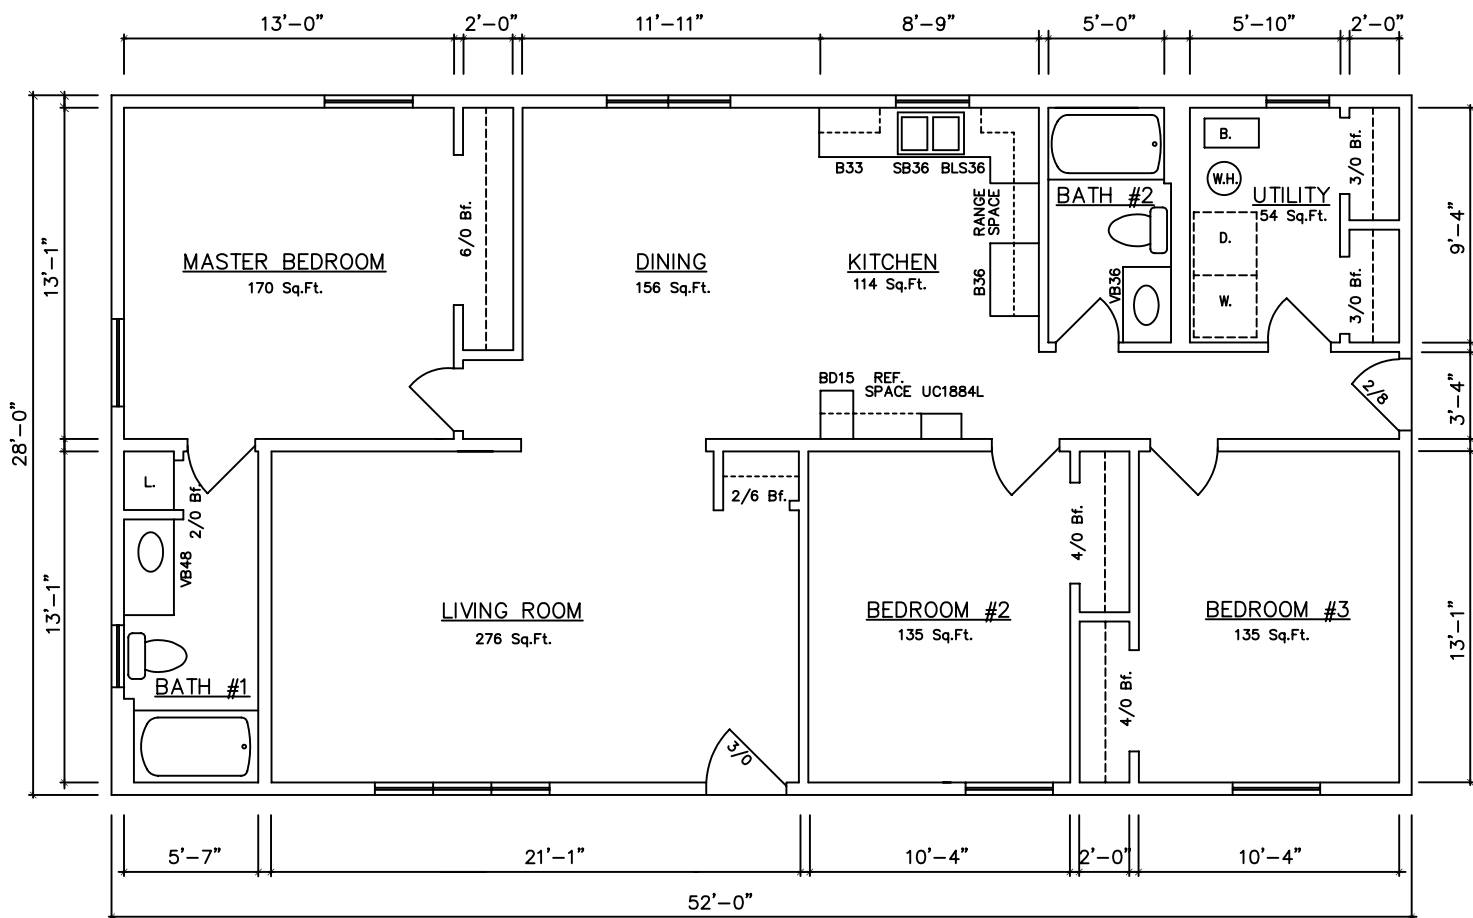 13'-0"
2'-0"
11'-11"
8'-9"
5'-0"
5'-10"
2'-0"
B.
3/0 Bf.
B33
SB36
BLS36
W.H.
BATH #2
UTILITY
54 Sq.Ft.
RANGE
SPACE
6/0 Bf.
9'-4"
D.
13'-1"
MASTER BEDROOM
170 Sq.Ft.
DINING
156 Sq.Ft.
KITCHEN
114 Sq.Ft.
B36
VB36
W.
3/0 Bf.
BD15
REF.
SPACE
UC1884L
2/8
3'-4"
28'-0"
L.
2/0 Bf.
2/6 Bf.
4/0 Bf.
VB48
13'-1"
LIVING ROOM
276 Sq.Ft.
BEDROOM #2
135 Sq.Ft.
BEDROOM #3
135 Sq.Ft.
13'-1"
BATH #1
4/0 Bf.
3/0
5'-7"
21'-1"
10'-4"
2'-0"
10'-4"
52'-0"